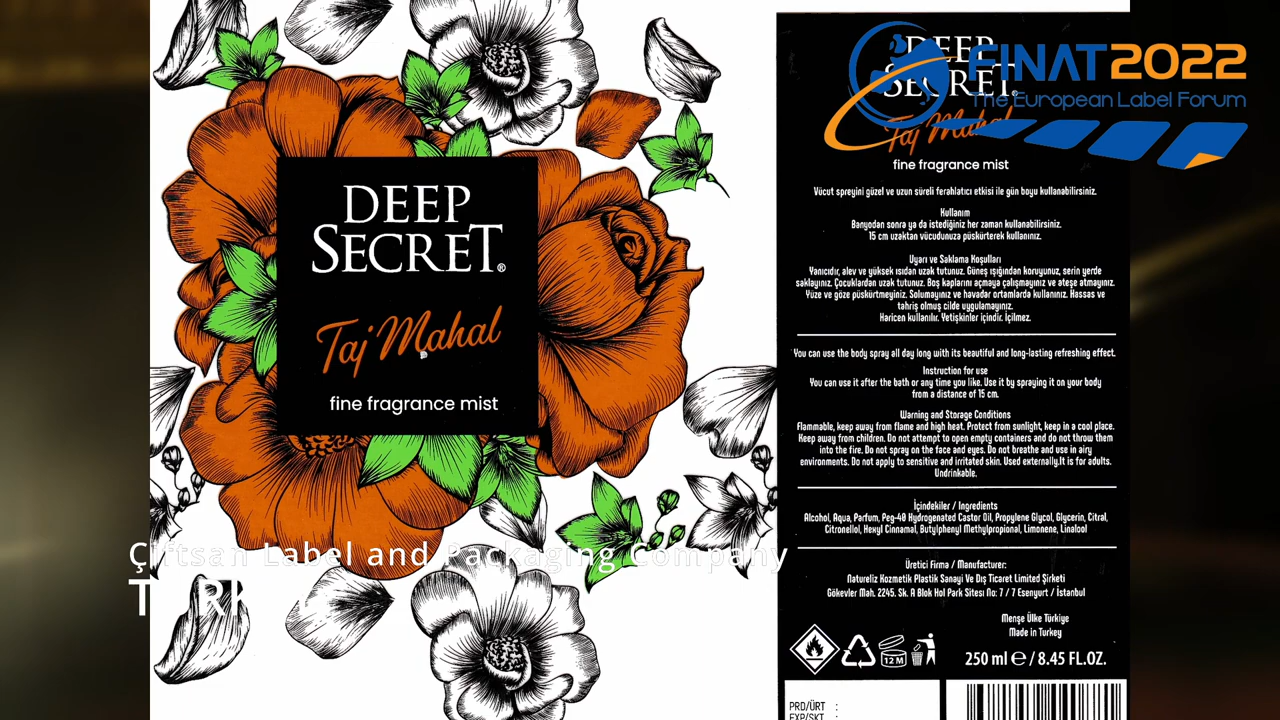 DEEP
SECRET®
Taj Mahal
fine fragrance mist
DEEP
SECRET®
Taj Mahal
fine fragrance mist
FINAT2022
The European Label Forum
Vücut spreyini güzel ve uzun süreli ferahlatıcı etkisi ile gün boyu kullanabilirsiniz.
Kullanım
Banyodan sonra ya da istediğiniz her zaman kullanabilirsiniz.
15 cm uzaktan vücudunuza püskürterek kullanınız.
Uyarı ve Saklama Koşulları
Yanıcıdır, alev ve yüksek ısıdan uzak tutunuz. Güneş ışığından koruyunuz, serin yerde
saklayınız. Çocuklardan uzak tutunuz. Boş kaplarını açmaya çalışmayınız ve ateşe atmayınız.
Yüze ve göze püskürtmeyiniz. Solumayınız ve havadar ortamlarda kullanınız. Hassas ve
tahriş olmuş cilde uygulamayınız.
Haricen kullanılır. Yetişkinler içindir. İçilmez.
You can use the body spray all day long with its beautiful and long-lasting refreshing effect.
Instruction for use
You can use it after the bath or any time you like. Use it by spraying it on your body
from a distance of 15 cm.
Warning and Storage Conditions
Flammable, keep away from flame and high heat. Protect from sunlight, keep in a cool place.
Keep away from children. Do not attempt to open empty containers and do not throw them
into the fire. Do not spray on the face and eyes. Do not breathe and use in airy
environments. Do not apply to sensitive and irritated skin. Used externally.It is for adults.
Undrinkable.
İçindekiler / Ingredients
Alcohol, Aqua, Parfum, Peg-40 Hydrogenated Castor Oil, Propylene Glycol, Glycerin, Citral,
Citronellol, Hexyl Cinnamal, Butylphenyl Methylpropional, Limonene, Linalool
Üretici Firma / Manufacturer:
Natureliz Kozmetik Plastik Sanayi Ve Dış Ticaret Limited Şirketi
Gökevler Mah. 2245. Sk. A Blok Hol Park Sitesi No: 7 / 7 Esenyurt / İstanbul
Menşe Ülke Türkiye
Made in Turkey
12 M
250 ml ℮ / 8.45 FL.OZ.
PRD/ÜRT :
EXP/SKT :
Çiftsan Label and Packaging Company